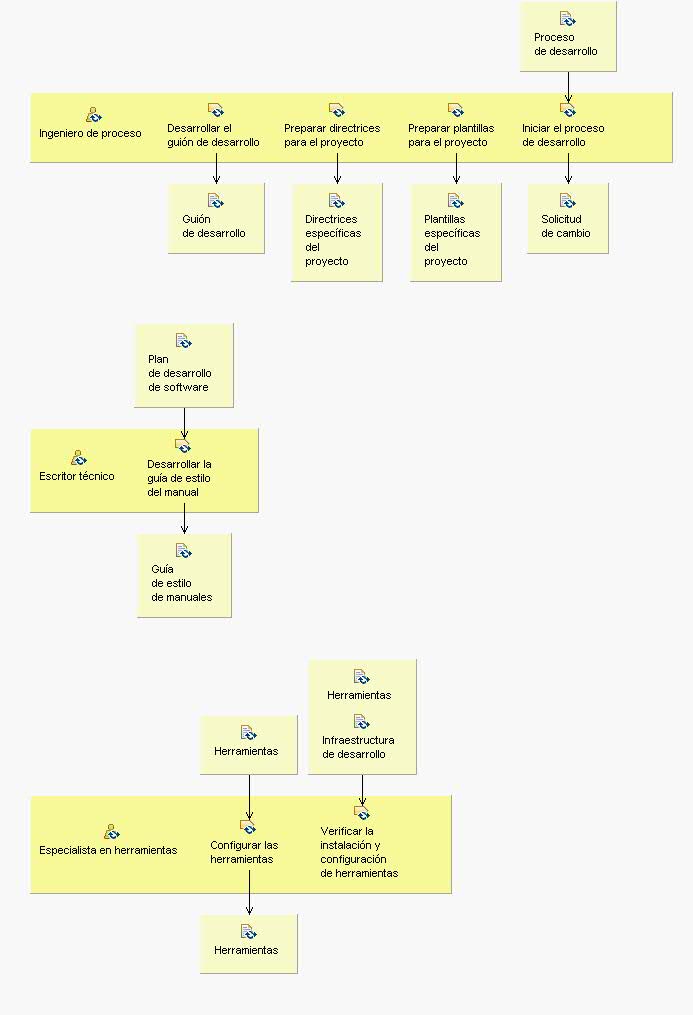 Proceso
de desarrollo
Ingeniero de proceso
Desarrollar el
guión de desarrollo
Preparar directrices
para el proyecto
Preparar plantillas
para el proyecto
Iniciar el proceso
de desarrollo
Guión
de desarrollo
Directrices
específicas
del
proyecto
Plantillas
específicas
del
proyecto
Solicitud
de cambio
Plan
de desarrollo
de software
Escritor técnico
Desarrollar la
guía de estilo
del manual
Guía
de estilo
de manuales
Herramientas
Herramientas
Infraestructura
de desarrollo
Especialista en herramientas
Configurar las
herramientas
Verificar la
instalación y
configuración
de herramientas
Herramientas